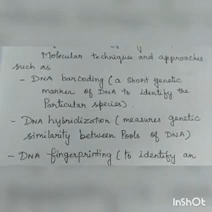 Molecular techniques and approaches
such as
- DNA barcoding (a short genetic
marker of DNA to identify the
Particular species).
- DNA hybridization (measures genetic
similarity between Pools of DNA)
- DNA fingerprinting (to identify an
InShOt